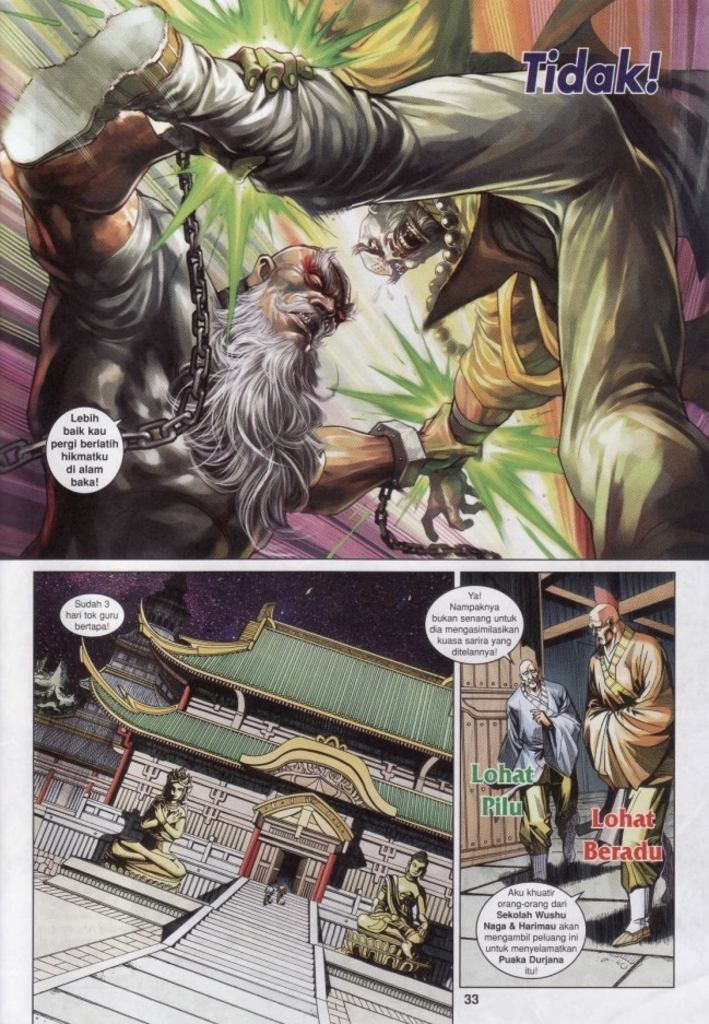 Tidak!
Lebih
baik kau
pergi berlatih
hikmatku
di alam
baka!
Sudah 3
hari tok guru
bertapa!
Ya!
Nampaknya
bukan senang untuk
dia mengasimilasikan
kuasa sarira yang
ditelannya!
Lohat
Pilu
Lohat
Beradu
Aku khuatir
orang-orang dari
Sekolah Wushu
Naga & Harimau akan
mengambil peluang ini
untuk menyelamatkan
Puaka Durjana
itu!
33